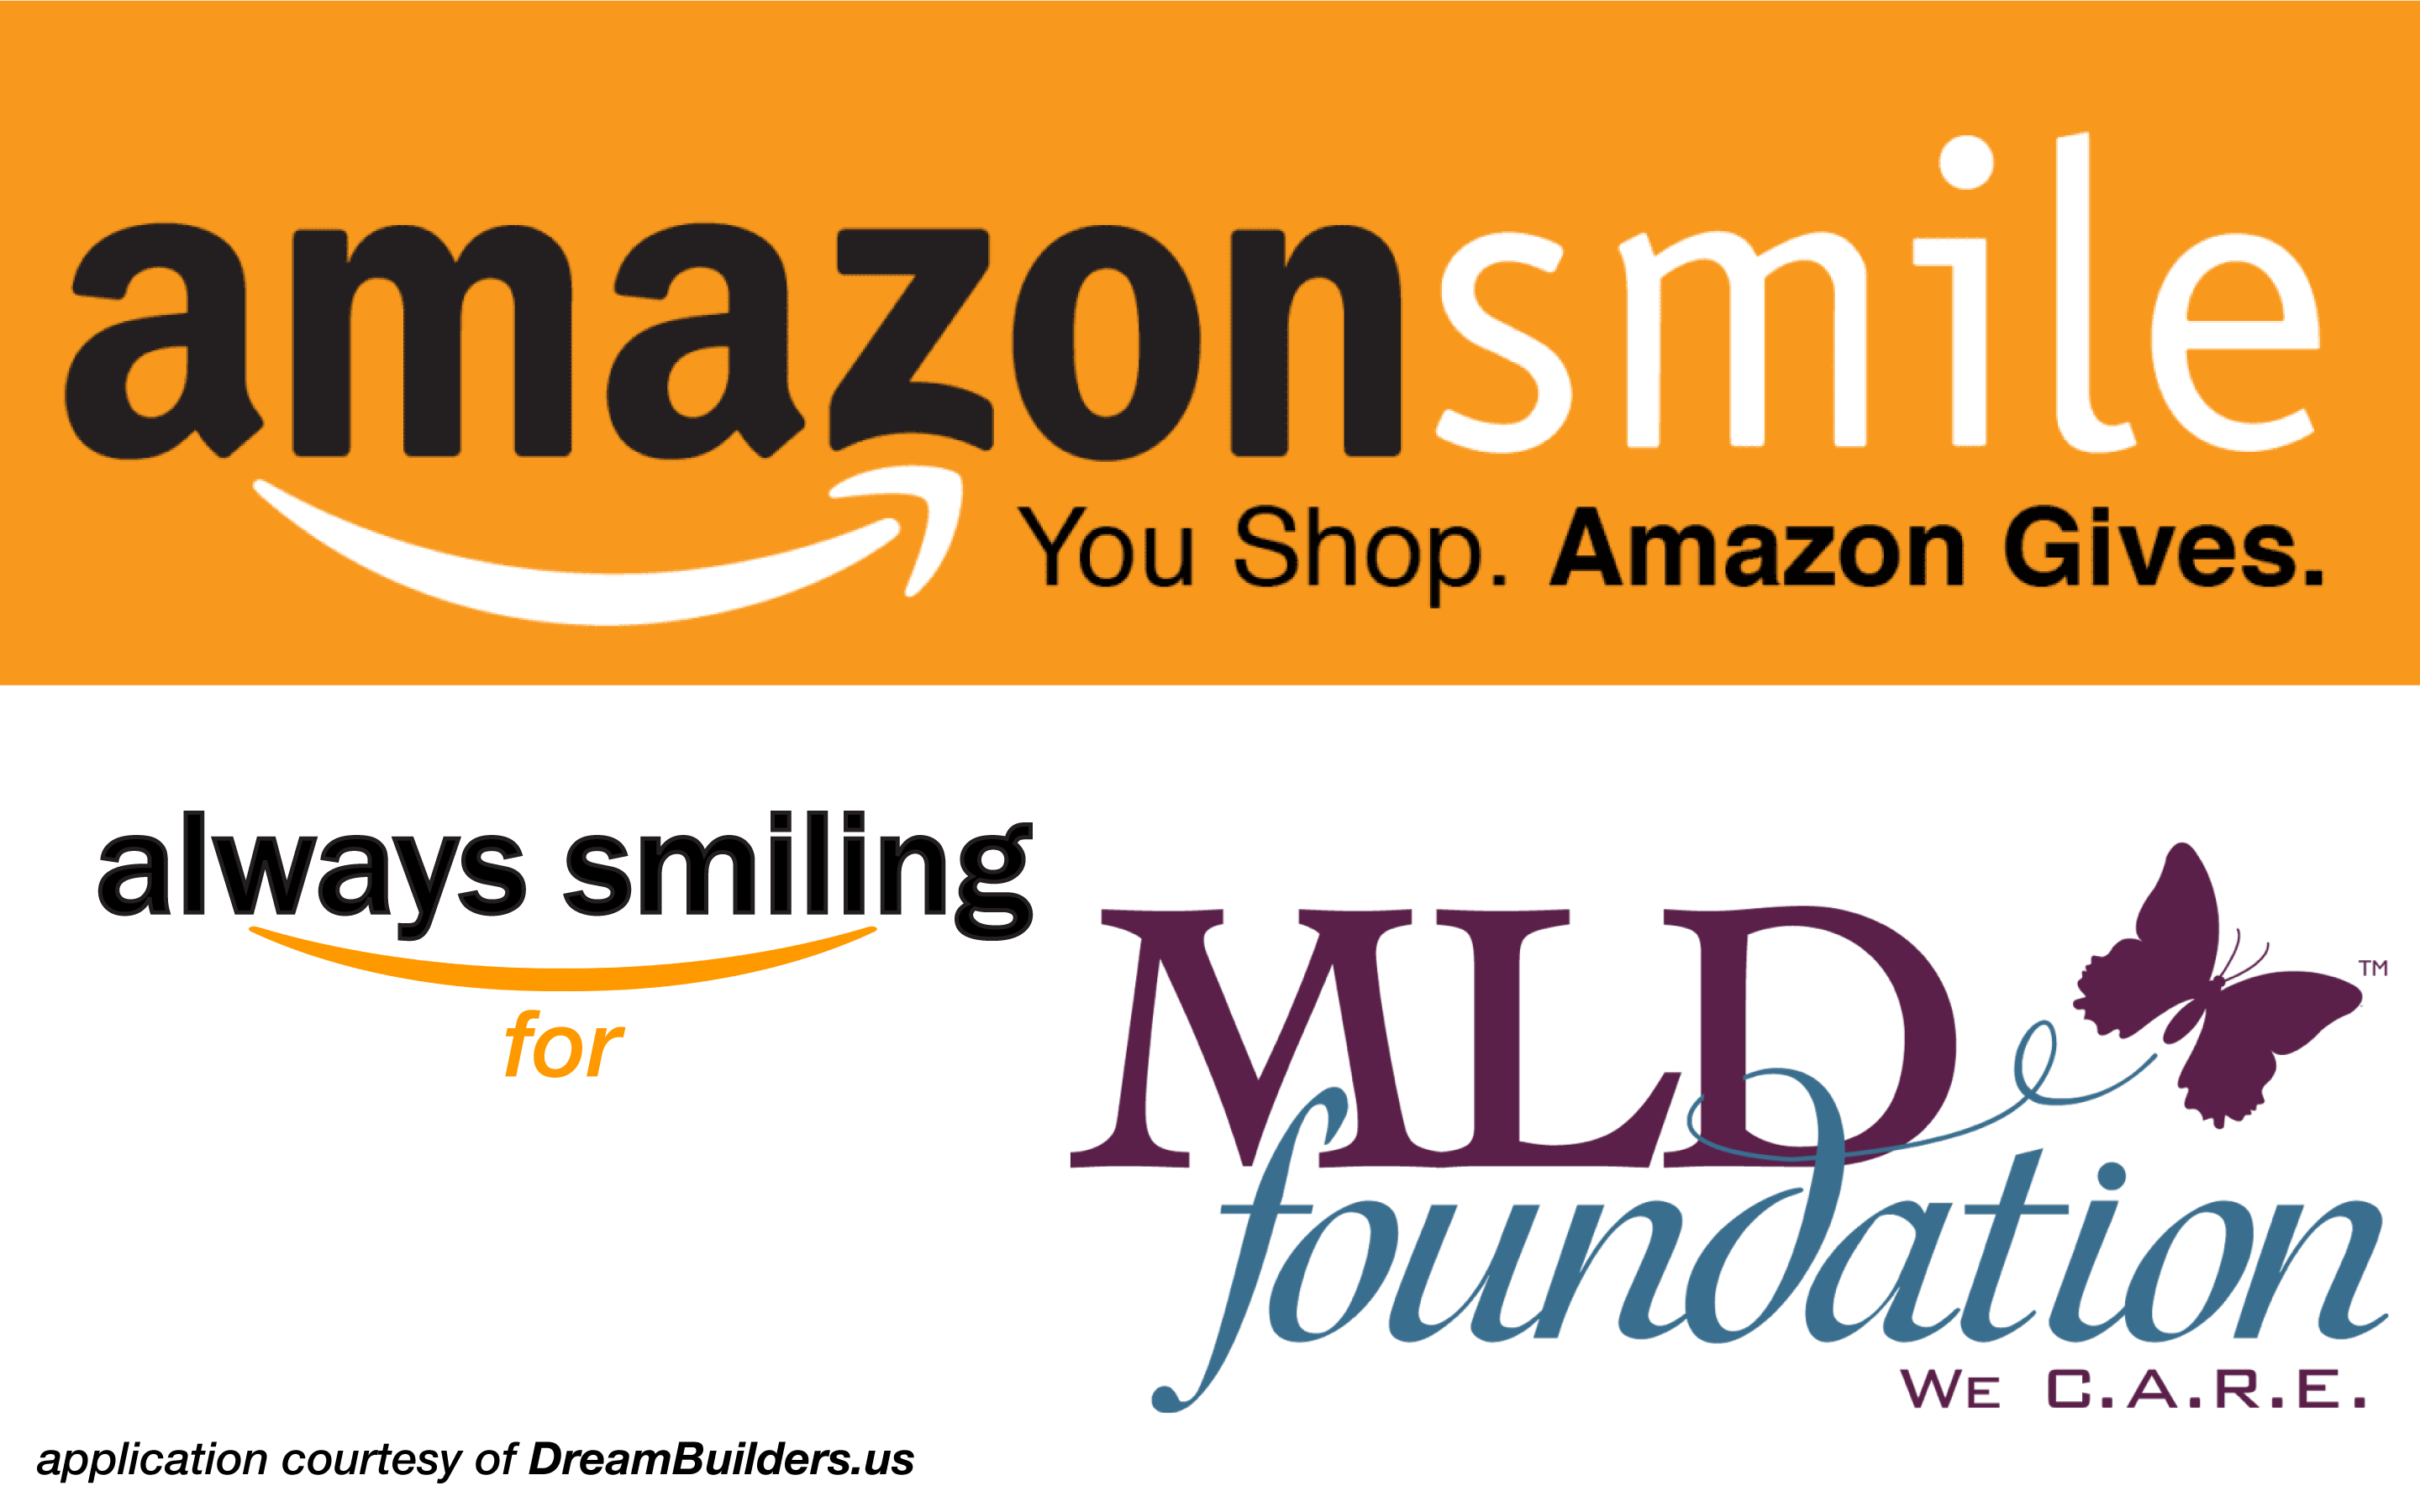 amazonsmile
You Shop. Amazon Gives.
always smiling
for
MLD
TM
foundation
WE C.A.R.E.
application courtesy of DreamBuilders.us